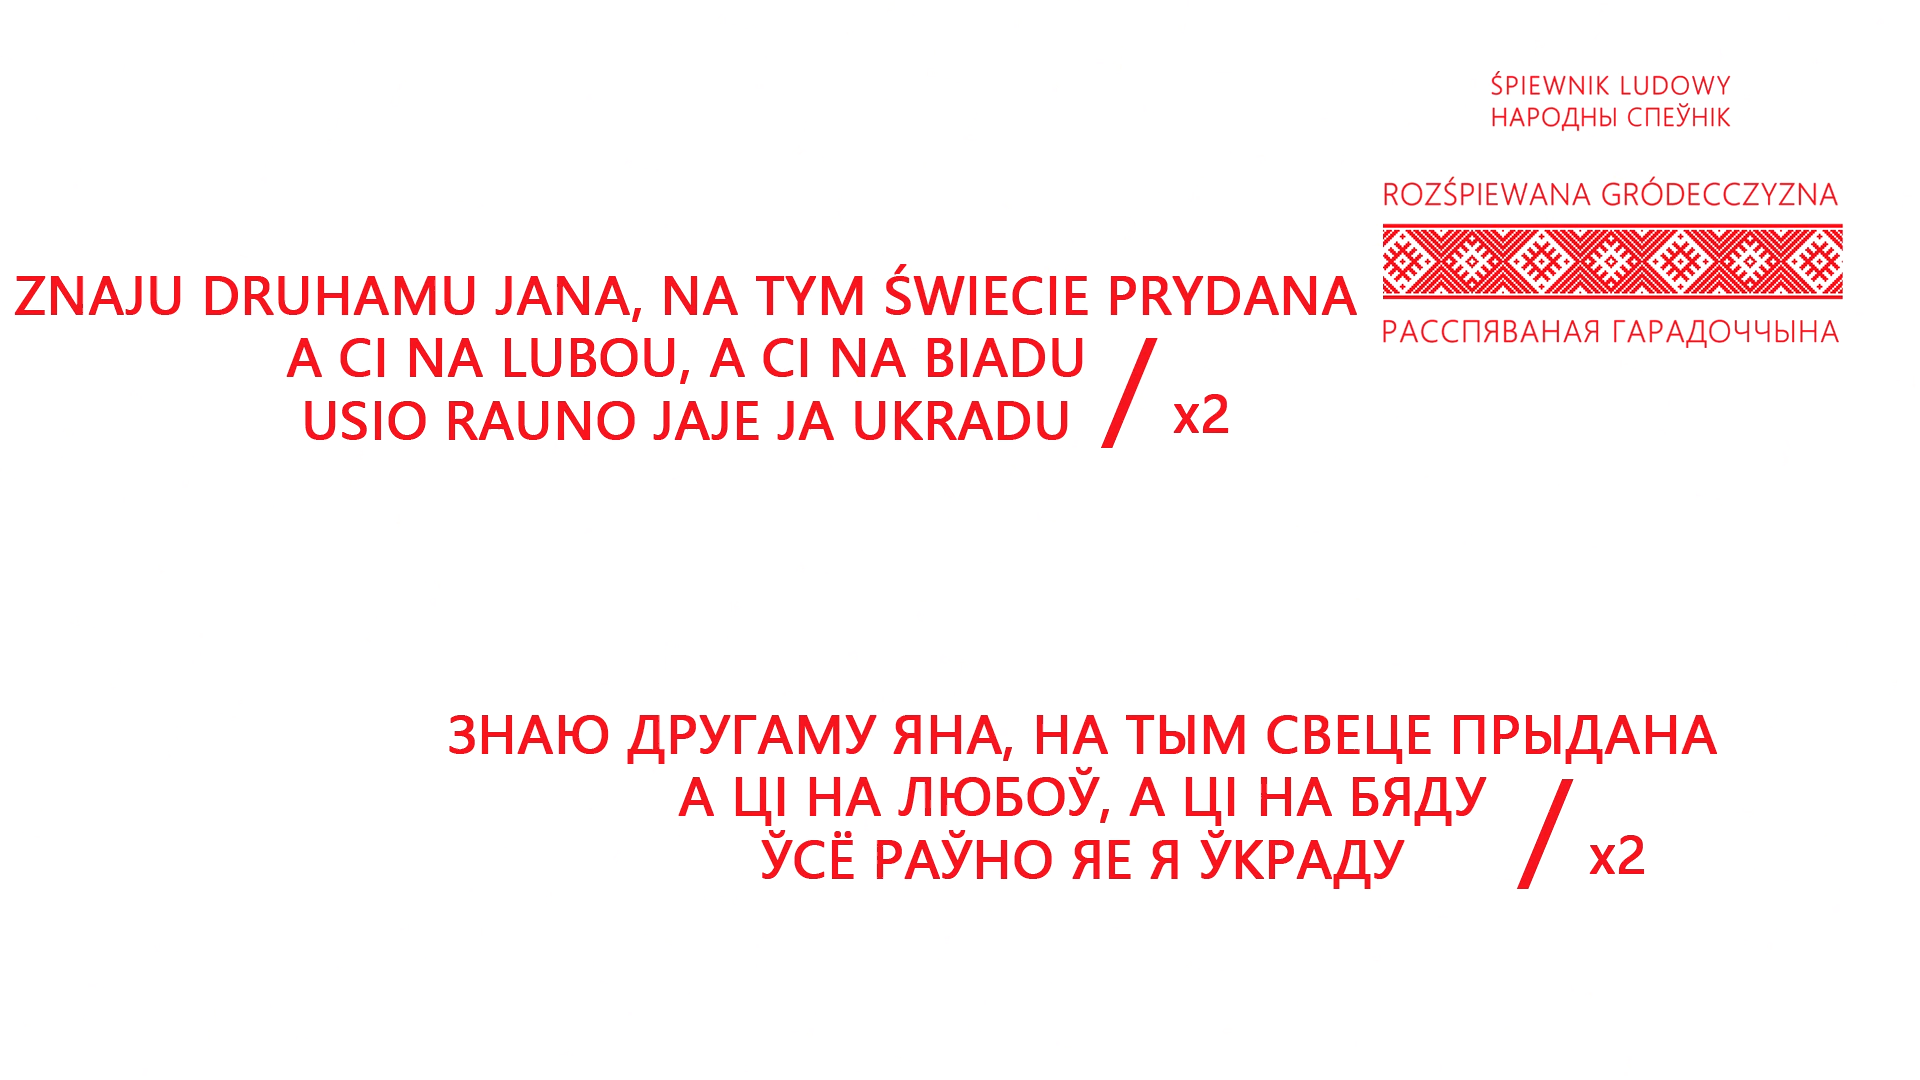 ŚPIEWNIK LUDOWY
НАРОДНЫ СПЕЎНІК
ROZŚPIEWANA GRÓDECCZYZNA
РАССПЯВАНАЯ ГАРАДОЧЧЫНА
ZNAJU DRUHAMU JANA, NA TYM ŚWIECIE PRYDANA
A CI NA LUBOU, A CI NA BIADU
USIO RAUNO JAJE JA UKRADU / x2
ЗНАЮ ДРУГАМУ ЯНА, НА ТЫМ СВЕЦЕ ПРЫДАНА
А ЦІ НА ЛЮБОЎ, А ЦІ НА БЯДУ
ЎСЁ РАЎНО ЯЕ Я ЎКРАДУ / x2